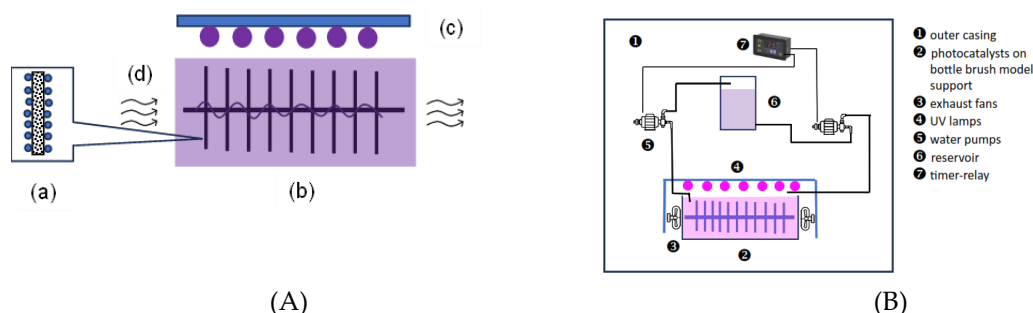 (c)
(d)
(a)
(b)
(A)
❶
❼
❻
❺
❹
❸
❷
❶ outer casing
❷ photocatalysts on
bottle brush model
support
❸ exhaust fans
❹ UV lamps
❺ water pumps
❻ reservoir
❼ timer-relay
(B)